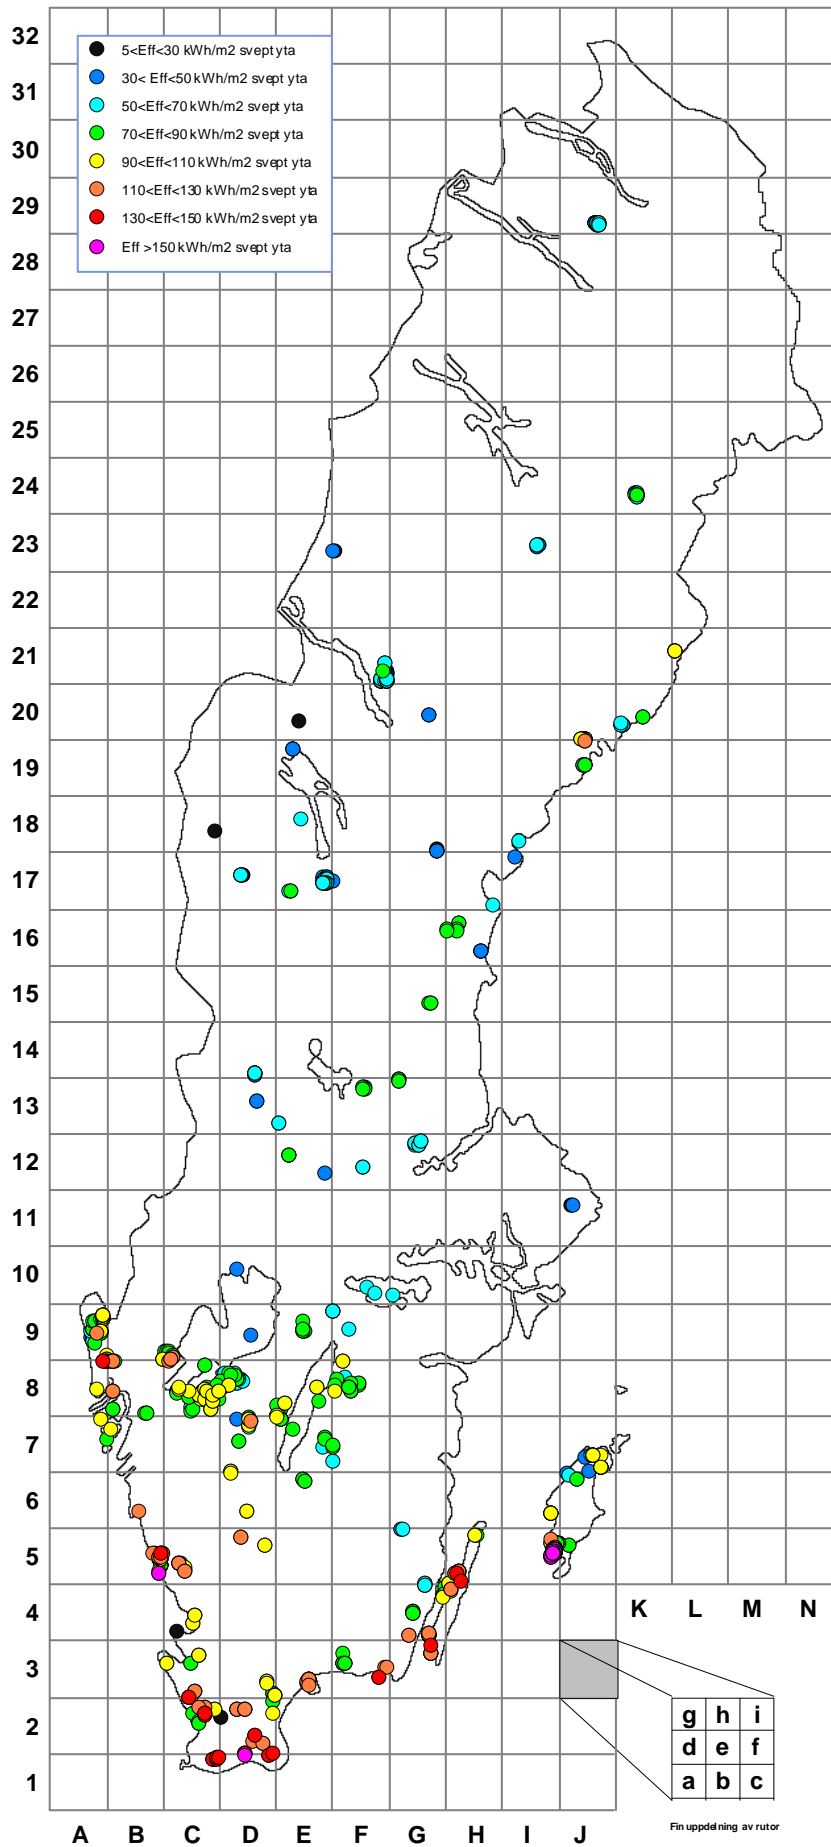 32
31
30
29
28
27
26
25
24
23
22
21
20
19
18
17
16
15
14
13
12
11
10
9
8
7
6
5
4
3
2
1
5<Eff<30 kWh/m2 svept yta
30< Eff<50 kWh/m2 svept yta
50<Eff<70 kWh/m2 svept yta
70<Eff<90 kWh/m2 svept yta
90<Eff<110 kWh/m2 svept yta
110<Eff<130 kWh/m2 svept yta
130<Eff<150 kWh/m2 svept yta
Eff >150 kWh/m2 svept yta
K L M N
g h i
d e f
a b c
Fin uppdelning av rutor
A B C D E F G H I J